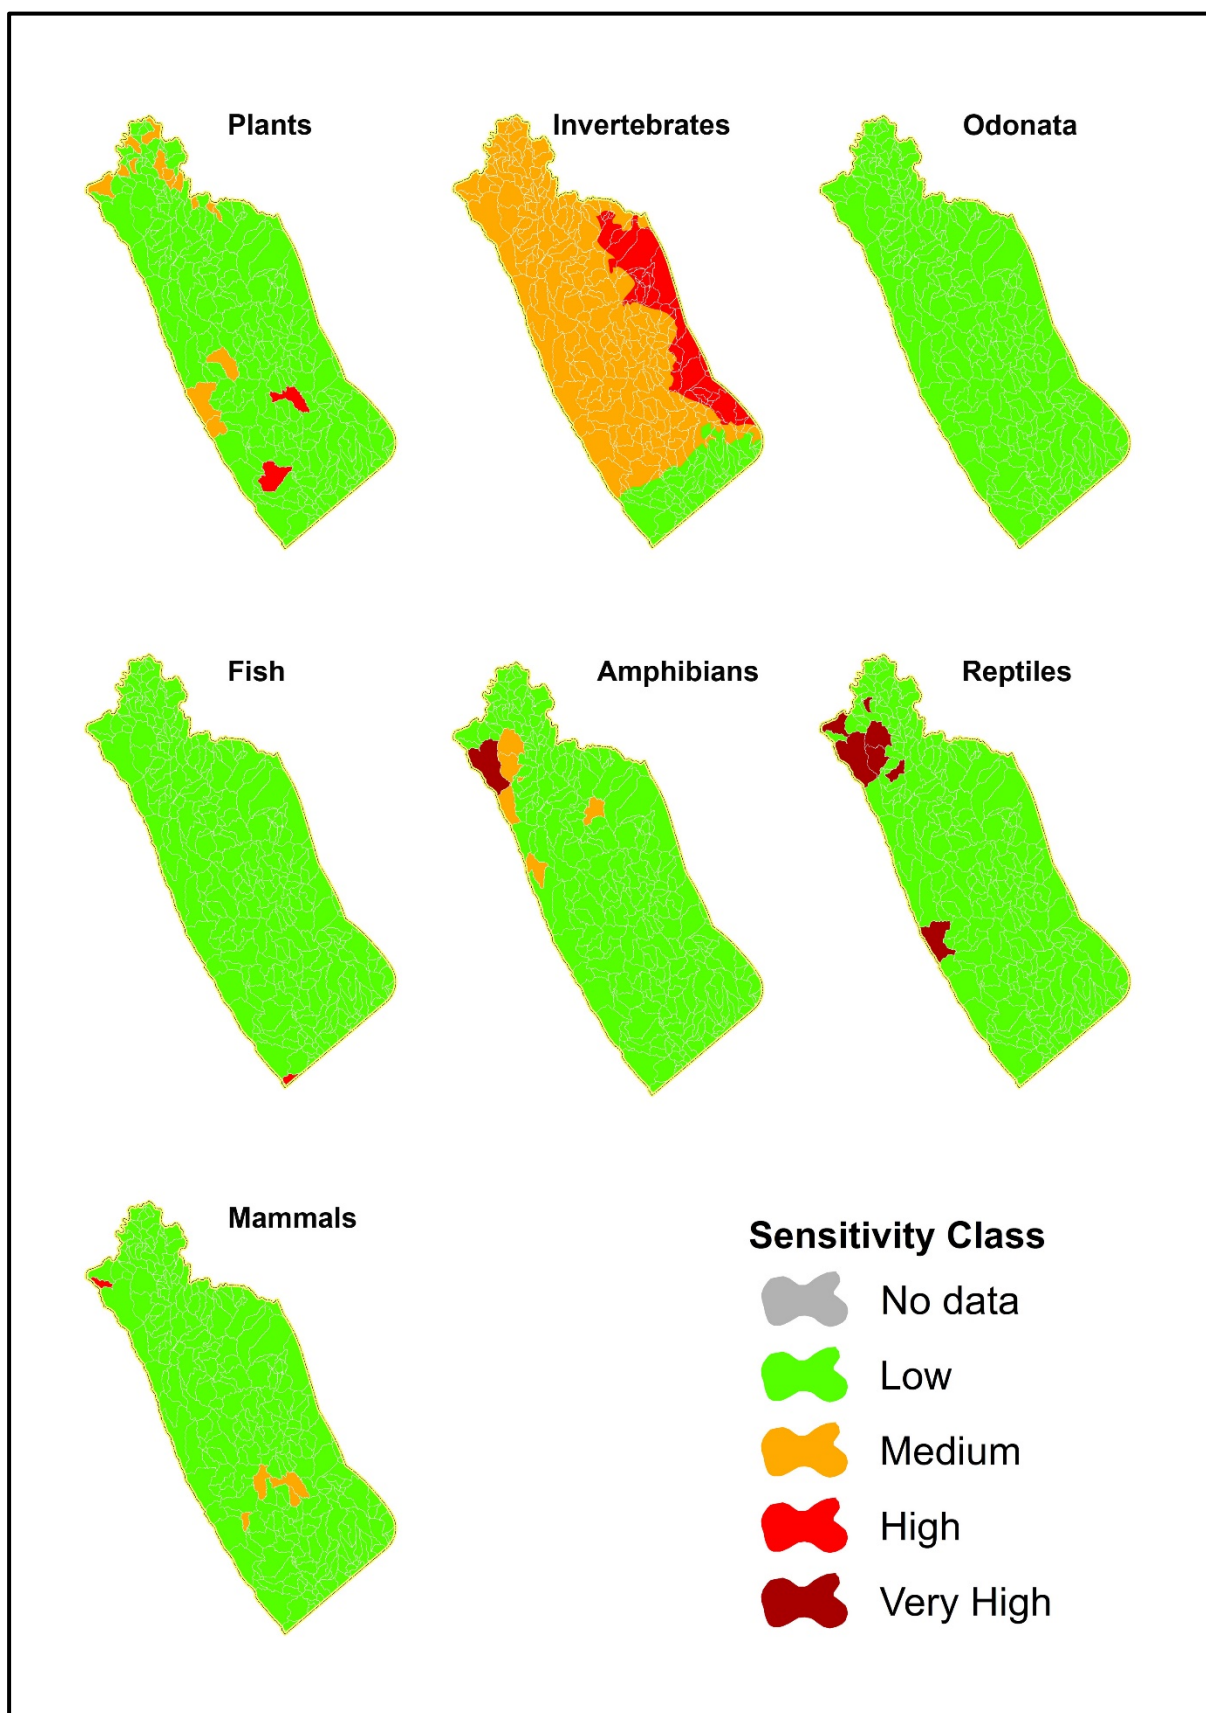 Plants
Invertebrates
Odonata
Fish
Amphibians
Reptiles
Mammals
Sensitivity Class
No data
Low
Medium
High
Very High